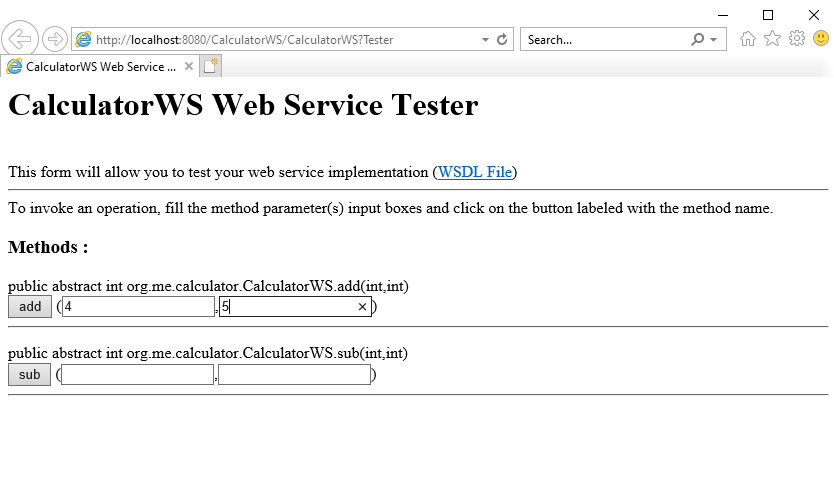 http://localhost:8080/CalculatorWS/CalculatorWS?Tester
Search...
CalculatorWS Web Service ...
CalculatorWS Web Service Tester
This form will allow you to test your web service implementation (WSDL File)
To invoke an operation, fill the method parameter(s) input boxes and click on the button labeled with the method name.
Methods :
public abstract int org.me.calculator.CalculatorWS.add(int,int)
add (4,5)
public abstract int org.me.calculator.CalculatorWS.sub(int,int)
sub (,)